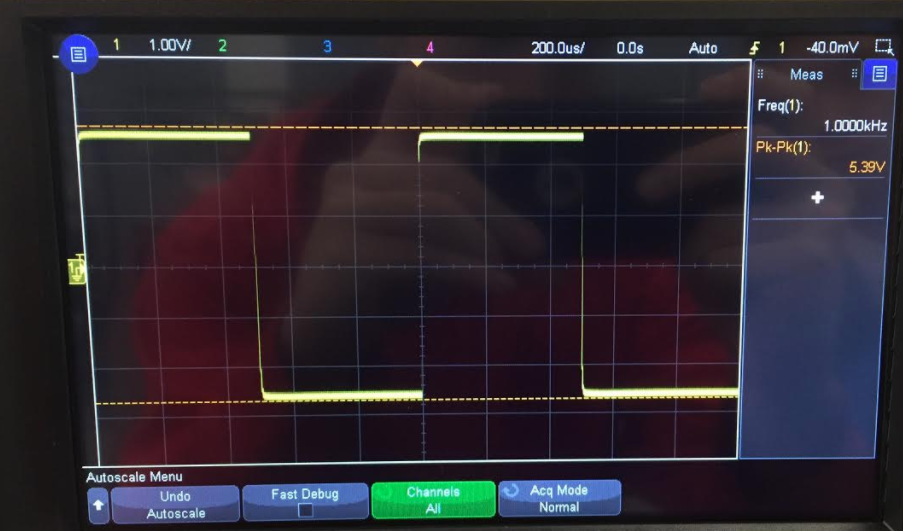 1 1.00V/ 2 3 4 200.0us/ 0.0s Auto 1 -40.0mV
Meas
Freq(1):
1.0000kHz
Pk-Pk(1):
5.39V
Autoscale Menu
Undo
Autoscale
Fast Debug
Channels
All
Acq Mode
Normal